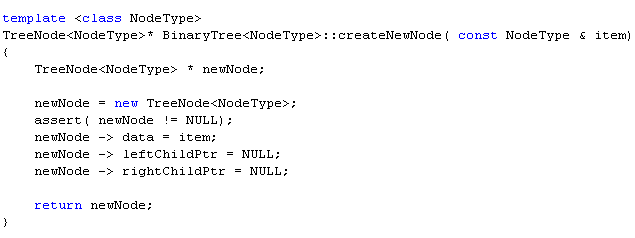 template <class NodeType>
TreeNode<NodeType>* BinaryTree<NodeType>::createNewNode( const NodeType & item)
{
    TreeNode<NodeType> * newNode;

    newNode = new TreeNode<NodeType>;
    assert( newNode != NULL);
    newNode -> data = item;
    newNode -> leftChildPtr = NULL;
    newNode -> rightChildPtr = NULL;

    return newNode;
}